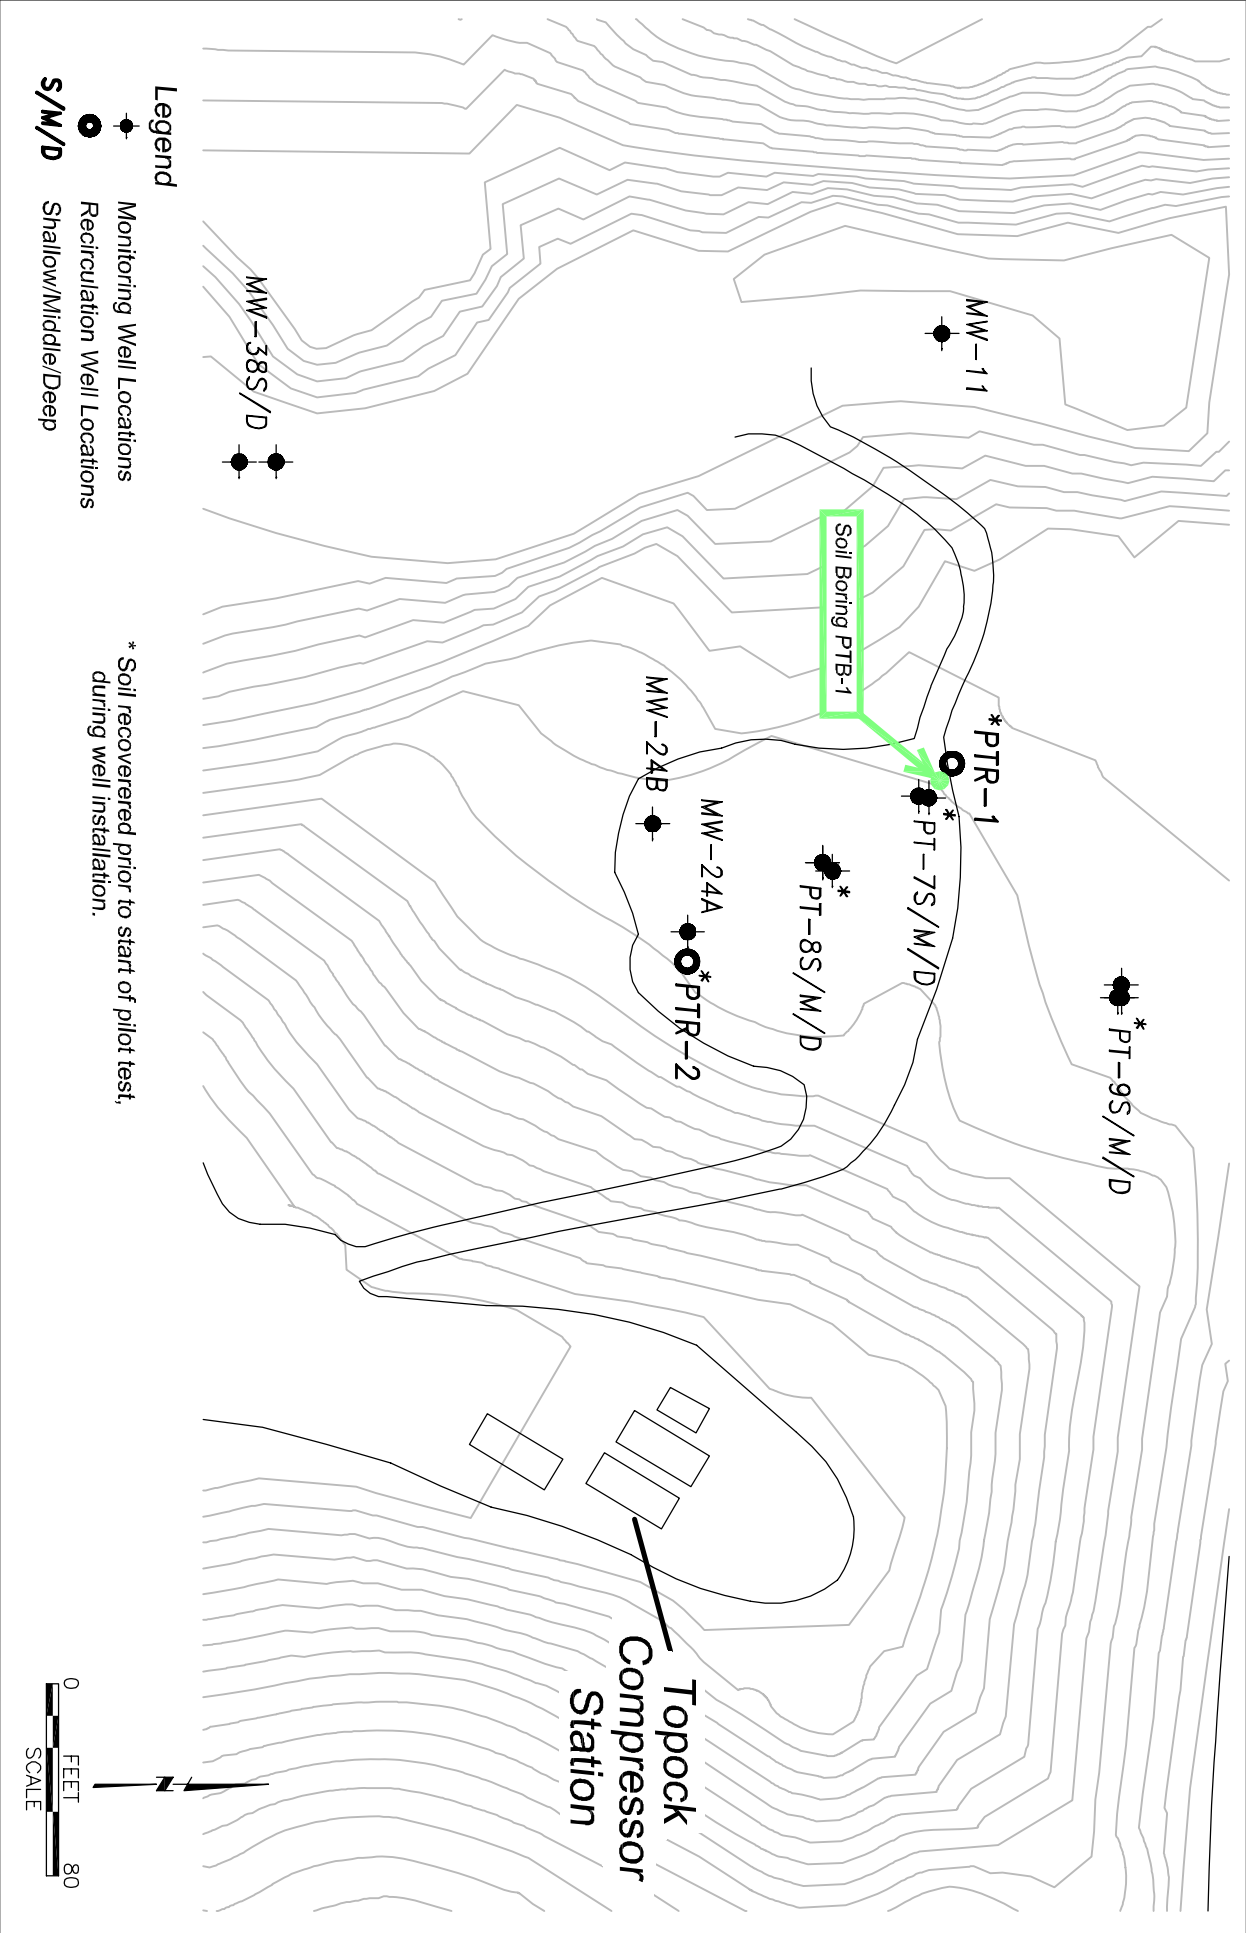 MW-11
MW-38S/D
Soil Boring PTB-1
*PTR-1
*
PT-7S/M/D
MW-24B
MW-24A
*
PT-8S/M/D
*PTR-2
*
PT-9S/M/D
Topock
Compressor
Station
Legend
Monitoring Well Locations
Recirculation Well Locations
S/M/D Shallow/Middle/Deep
* Soil recoverered prior to start of pilot test,
during well installation.
N
0 80
FEET
SCALE